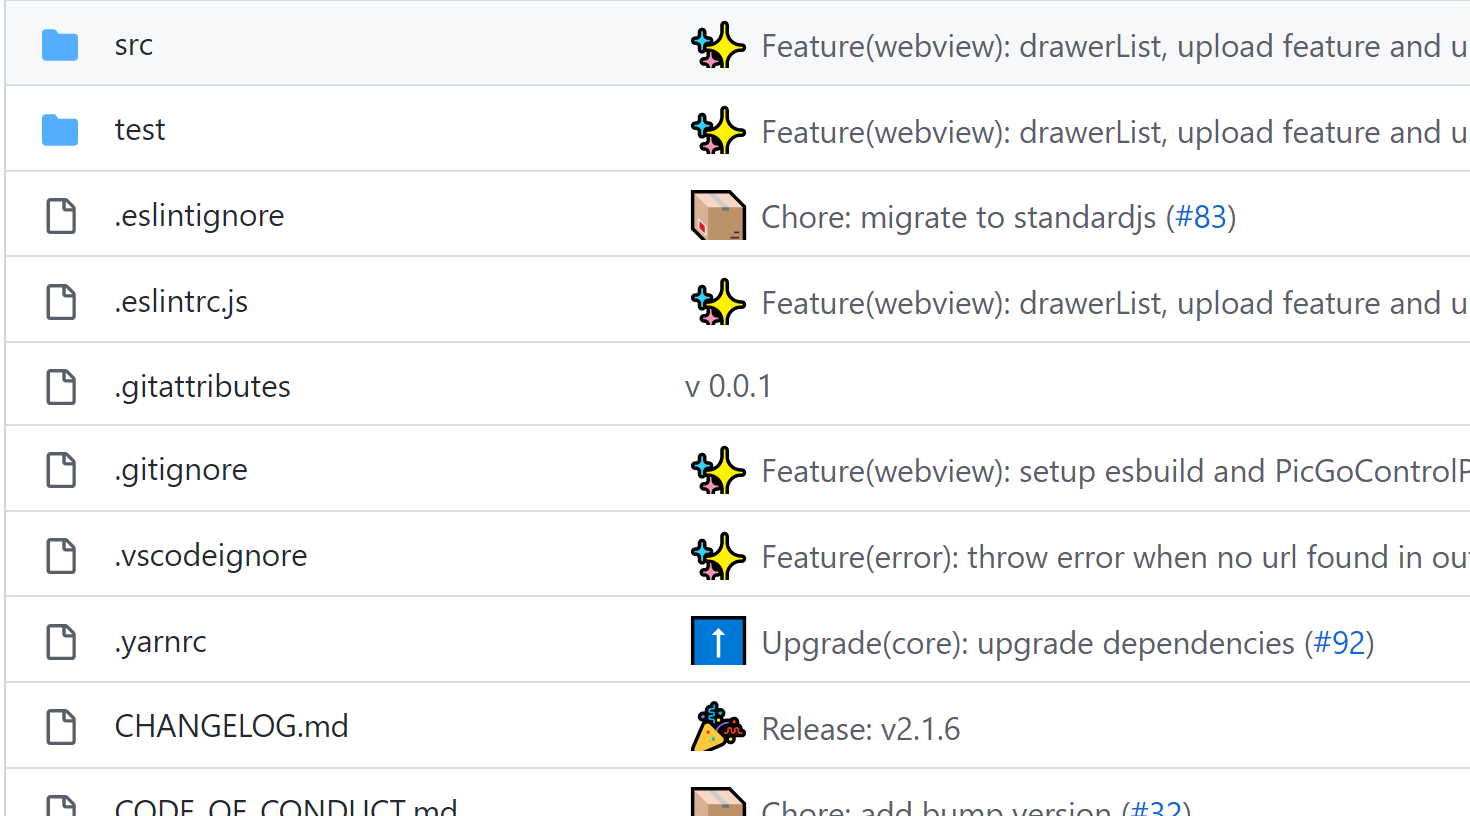 src ✨ Feature(webview): drawerList, upload feature and u
test ✨ Feature(webview): drawerList, upload feature and u
.eslintignore 📦 Chore: migrate to standardjs (#83)
.eslintrc.js ✨ Feature(webview): drawerList, upload feature and u
.gitattributes v 0.0.1
.gitignore ✨ Feature(webview): setup esbuild and PicGoControlP
.vscodeignore ✨ Feature(error): throw error when no url found in out
.yarnrc ⬆ Upgrade(core): upgrade dependencies (#92)
CHANGELOG.md 🎉 Release: v2.1.6
CODE_OF_CONDUCT.md 📦 Chore: add bump version (#32)